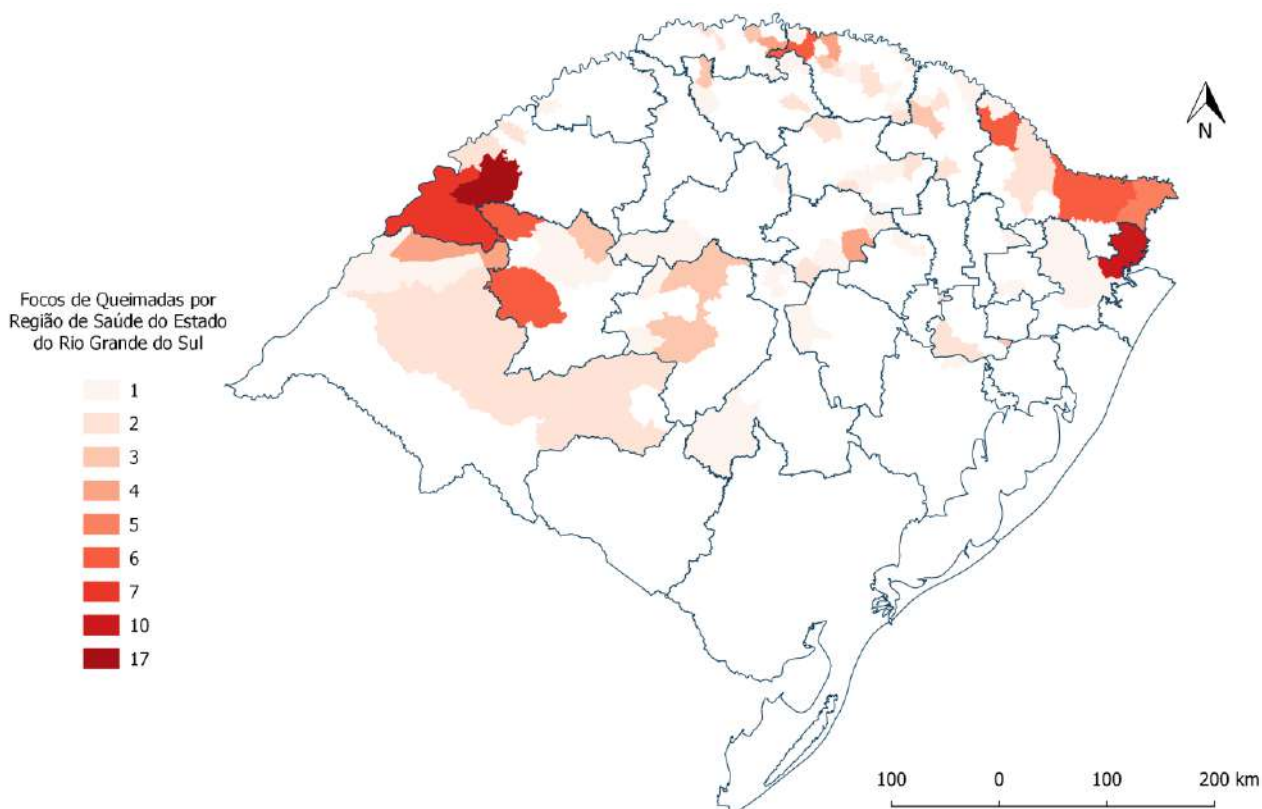 N
Focos de Queimadas por
Região de Saúde do Estado
do Rio Grande do Sul
1
2
3
4
5
6
7
10
17
100 0 100 200 km